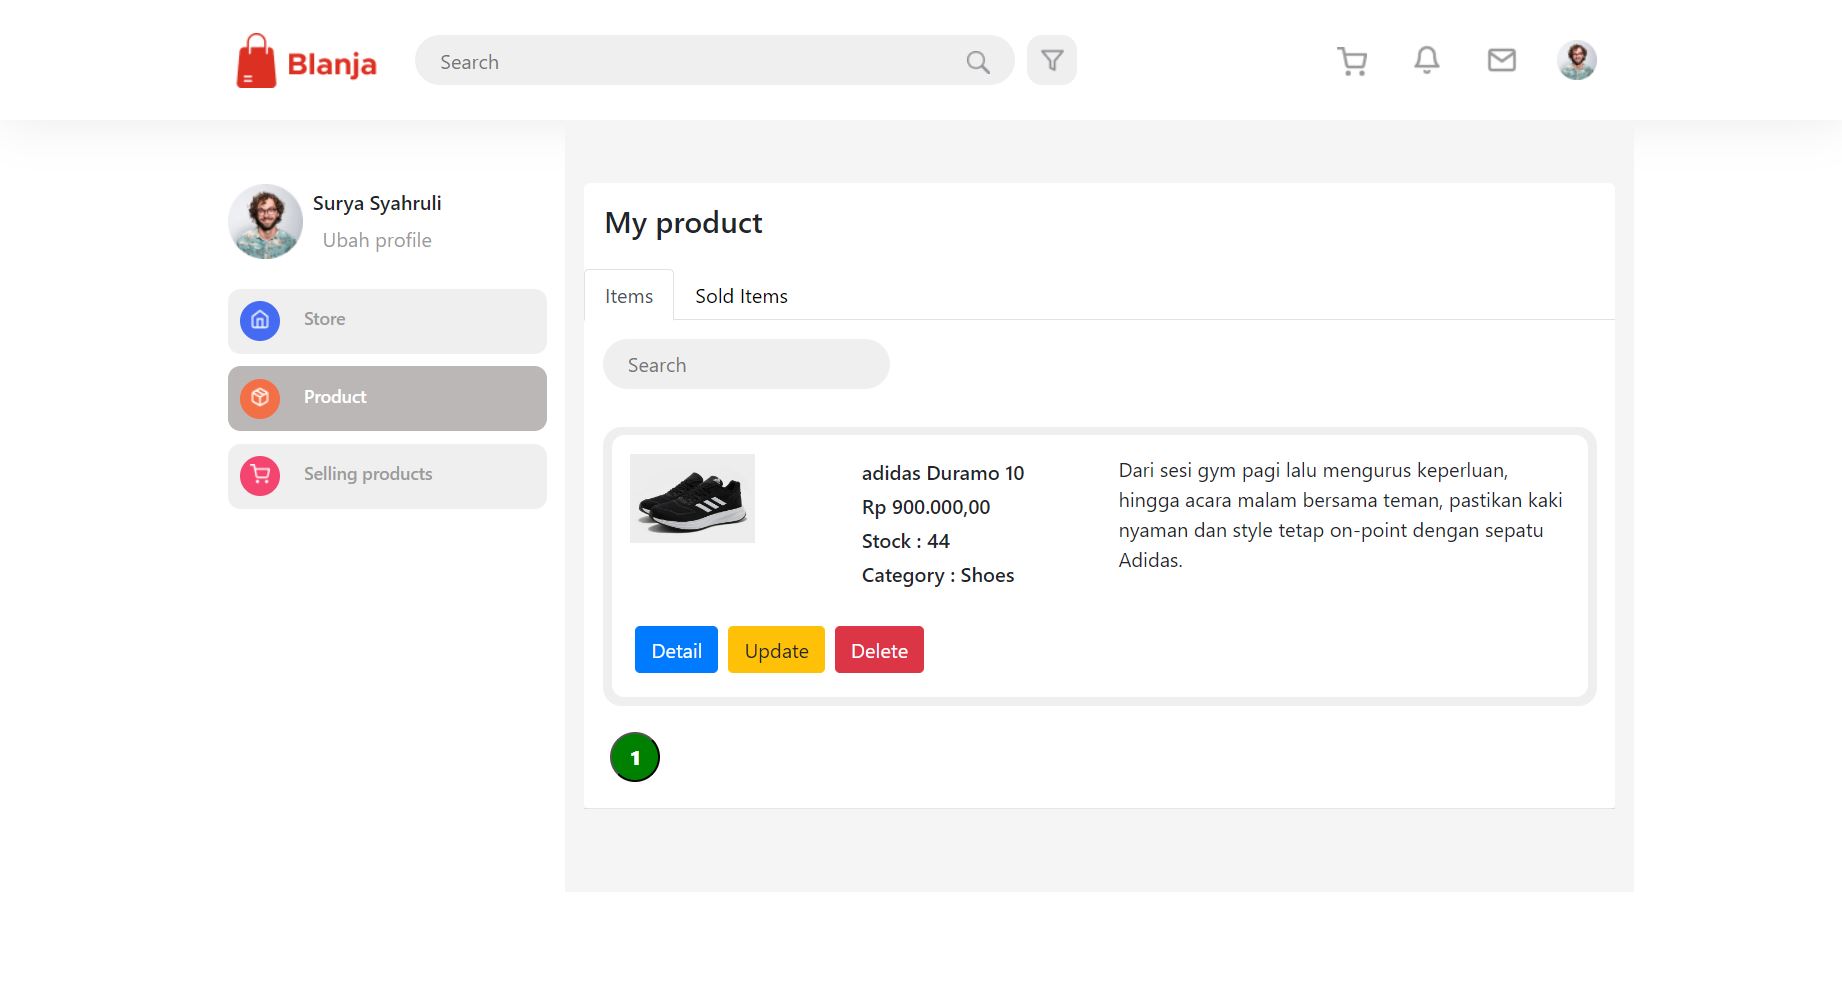 Blanja
Search
Surya Syahruli
Ubah profile
Store
Product
Selling products
My product
Items
Sold Items
Search
adidas Duramo 10
Rp 900.000,00
Stock : 44
Category : Shoes
Dari sesi gym pagi lalu mengurus keperluan,
hingga acara malam bersama teman, pastikan kaki
nyaman dan style tetap on-point dengan sepatu
Adidas.
Detail
Update
Delete
1